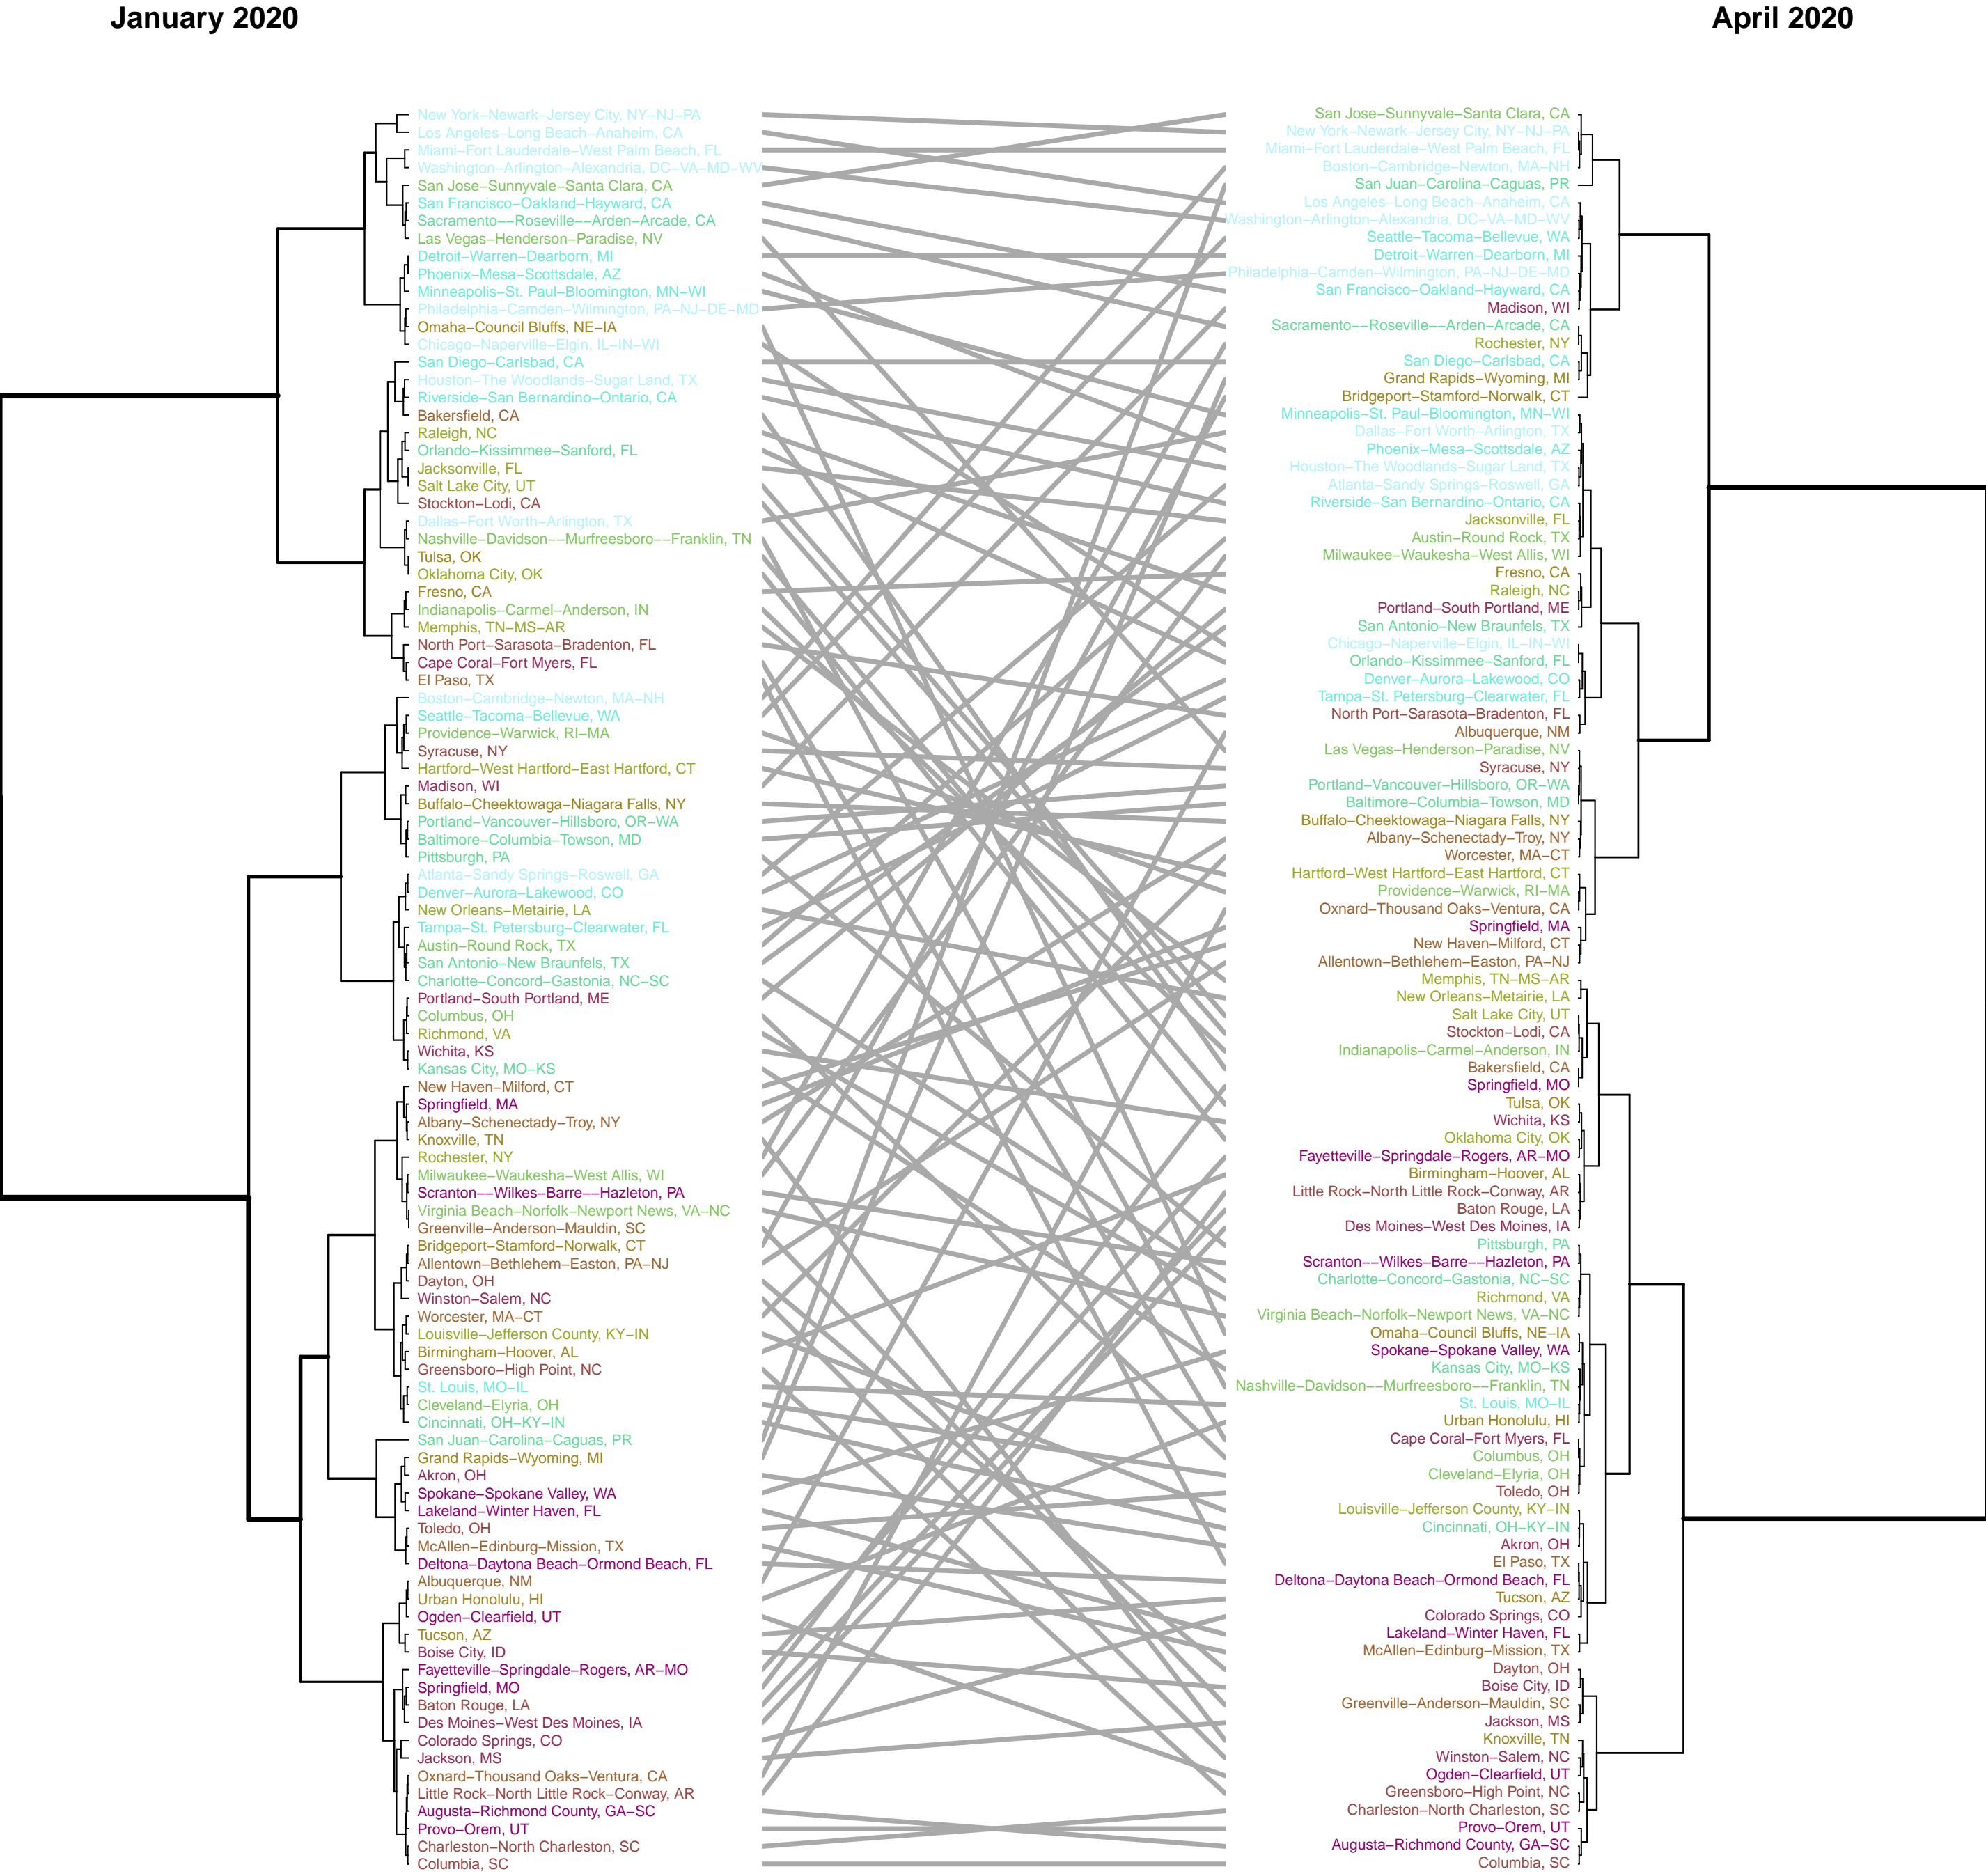 January 2020
April 2020
New York−Newark−Jersey City, NY−NJ−PA
Los Angeles−Long Beach−Anaheim, CA
Miami−Fort Lauderdale−West Palm Beach, FL
Washington−Arlington−Alexandria, DC−VA−MD−WV
San Jose−Sunnyvale−Santa Clara, CA
San Francisco−Oakland−Hayward, CA
Sacramento−−Roseville−−Arden−Arcade, CA
Las Vegas−Henderson−Paradise, NV
Detroit−Warren−Dearborn, MI
Phoenix−Mesa−Scottsdale, AZ
Minneapolis−St. Paul−Bloomington, MN−WI
Philadelphia−Camden−Wilmington, PA−NJ−DE−MD
Omaha−Council Bluffs, NE−IA
Chicago−Naperville−Elgin, IL−IN−WI
San Diego−Carlsbad, CA
Houston−The Woodlands−Sugar Land, TX
Riverside−San Bernardino−Ontario, CA
Bakersfield, CA
Raleigh, NC
Orlando−Kissimmee−Sanford, FL
Jacksonville, FL
Salt Lake City, UT
Stockton−Lodi, CA
Dallas−Fort Worth−Arlington, TX
Nashville−Davidson−−Murfreesboro−−Franklin, TN
Tulsa, OK
Oklahoma City, OK
Fresno, CA
Indianapolis−Carmel−Anderson, IN
Memphis, TN−MS−AR
North Port−Sarasota−Bradenton, FL
Cape Coral−Fort Myers, FL
El Paso, TX
Boston−Cambridge−Newton, MA−NH
Seattle−Tacoma−Bellevue, WA
Providence−Warwick, RI−MA
Syracuse, NY
Hartford−West Hartford−East Hartford, CT
Madison, WI
Buffalo−Cheektowaga−Niagara Falls, NY
Portland−Vancouver−Hillsboro, OR−WA
Baltimore−Columbia−Towson, MD
Pittsburgh, PA
Atlanta−Sandy Springs−Roswell, GA
Denver−Aurora−Lakewood, CO
New Orleans−Metairie, LA
Tampa−St. Petersburg−Clearwater, FL
Austin−Round Rock, TX
San Antonio−New Braunfels, TX
Charlotte−Concord−Gastonia, NC−SC
Portland−South Portland, ME
Columbus, OH
Richmond, VA
Wichita, KS
Kansas City, MO−KS
New Haven−Milford, CT
Springfield, MA
Albany−Schenectady−Troy, NY
Knoxville, TN
Rochester, NY
Milwaukee−Waukesha−West Allis, WI
Scranton−−Wilkes−Barre−−Hazleton, PA
Virginia Beach−Norfolk−Newport News, VA−NC
Greenville−Anderson−Mauldin, SC
Bridgeport−Stamford−Norwalk, CT
Allentown−Bethlehem−Easton, PA−NJ
Dayton, OH
Winston−Salem, NC
Worcester, MA−CT
Louisville−Jefferson County, KY−IN
Birmingham−Hoover, AL
Greensboro−High Point, NC
St. Louis, MO−IL
Cleveland−Elyria, OH
Cincinnati, OH−KY−IN
San Juan−Carolina−Caguas, PR
Grand Rapids−Wyoming, MI
Akron, OH
Spokane−Spokane Valley, WA
Lakeland−Winter Haven, FL
Toledo, OH
McAllen−Edinburg−Mission, TX
Deltona−Daytona Beach−Ormond Beach, FL
Albuquerque, NM
Urban Honolulu, HI
Ogden−Clearfield, UT
Tucson, AZ
Boise City, ID
Fayetteville−Springdale−Rogers, AR−MO
Springfield, MO
Baton Rouge, LA
Des Moines−West Des Moines, IA
Colorado Springs, CO
Jackson, MS
Oxnard−Thousand Oaks−Ventura, CA
Little Rock−North Little Rock−Conway, AR
Augusta−Richmond County, GA−SC
Provo−Orem, UT
Charleston−North Charleston, SC
Columbia, SC
San Jose−Sunnyvale−Santa Clara, CA
New York−Newark−Jersey City, NY−NJ−PA
Miami−Fort Lauderdale−West Palm Beach, FL
Boston−Cambridge−Newton, MA−NH
San Juan−Carolina−Caguas, PR
Los Angeles−Long Beach−Anaheim, CA
Washington−Arlington−Alexandria, DC−VA−MD−WV
Seattle−Tacoma−Bellevue, WA
Detroit−Warren−Dearborn, MI
Philadelphia−Camden−Wilmington, PA−NJ−DE−MD
San Francisco−Oakland−Hayward, CA
Madison, WI
Sacramento−−Roseville−−Arden−Arcade, CA
Rochester, NY
San Diego−Carlsbad, CA
Grand Rapids−Wyoming, MI
Bridgeport−Stamford−Norwalk, CT
Minneapolis−St. Paul−Bloomington, MN−WI
Dallas−Fort Worth−Arlington, TX
Phoenix−Mesa−Scottsdale, AZ
Houston−The Woodlands−Sugar Land, TX
Atlanta−Sandy Springs−Roswell, GA
Riverside−San Bernardino−Ontario, CA
Jacksonville, FL
Austin−Round Rock, TX
Milwaukee−Waukesha−West Allis, WI
Fresno, CA
Raleigh, NC
Portland−South Portland, ME
San Antonio−New Braunfels, TX
Chicago−Naperville−Elgin, IL−IN−WI
Orlando−Kissimmee−Sanford, FL
Denver−Aurora−Lakewood, CO
Tampa−St. Petersburg−Clearwater, FL
North Port−Sarasota−Bradenton, FL
Albuquerque, NM
Las Vegas−Henderson−Paradise, NV
Syracuse, NY
Portland−Vancouver−Hillsboro, OR−WA
Baltimore−Columbia−Towson, MD
Buffalo−Cheektowaga−Niagara Falls, NY
Albany−Schenectady−Troy, NY
Worcester, MA−CT
Hartford−West Hartford−East Hartford, CT
Providence−Warwick, RI−MA
Oxnard−Thousand Oaks−Ventura, CA
Springfield, MA
New Haven−Milford, CT
Allentown−Bethlehem−Easton, PA−NJ
Memphis, TN−MS−AR
New Orleans−Metairie, LA
Salt Lake City, UT
Stockton−Lodi, CA
Indianapolis−Carmel−Anderson, IN
Bakersfield, CA
Springfield, MO
Tulsa, OK
Wichita, KS
Oklahoma City, OK
Fayetteville−Springdale−Rogers, AR−MO
Birmingham−Hoover, AL
Little Rock−North Little Rock−Conway, AR
Baton Rouge, LA
Des Moines−West Des Moines, IA
Pittsburgh, PA
Scranton−−Wilkes−Barre−−Hazleton, PA
Charlotte−Concord−Gastonia, NC−SC
Richmond, VA
Virginia Beach−Norfolk−Newport News, VA−NC
Omaha−Council Bluffs, NE−IA
Spokane−Spokane Valley, WA
Kansas City, MO−KS
Nashville−Davidson−−Murfreesboro−−Franklin, TN
St. Louis, MO−IL
Urban Honolulu, HI
Cape Coral−Fort Myers, FL
Columbus, OH
Cleveland−Elyria, OH
Toledo, OH
Louisville−Jefferson County, KY−IN
Cincinnati, OH−KY−IN
Akron, OH
El Paso, TX
Deltona−Daytona Beach−Ormond Beach, FL
Tucson, AZ
Colorado Springs, CO
Lakeland−Winter Haven, FL
McAllen−Edinburg−Mission, TX
Dayton, OH
Boise City, ID
Greenville−Anderson−Mauldin, SC
Jackson, MS
Knoxville, TN
Winston−Salem, NC
Ogden−Clearfield, UT
Greensboro−High Point, NC
Charleston−North Charleston, SC
Provo−Orem, UT
Augusta−Richmond County, GA−SC
Columbia, SC